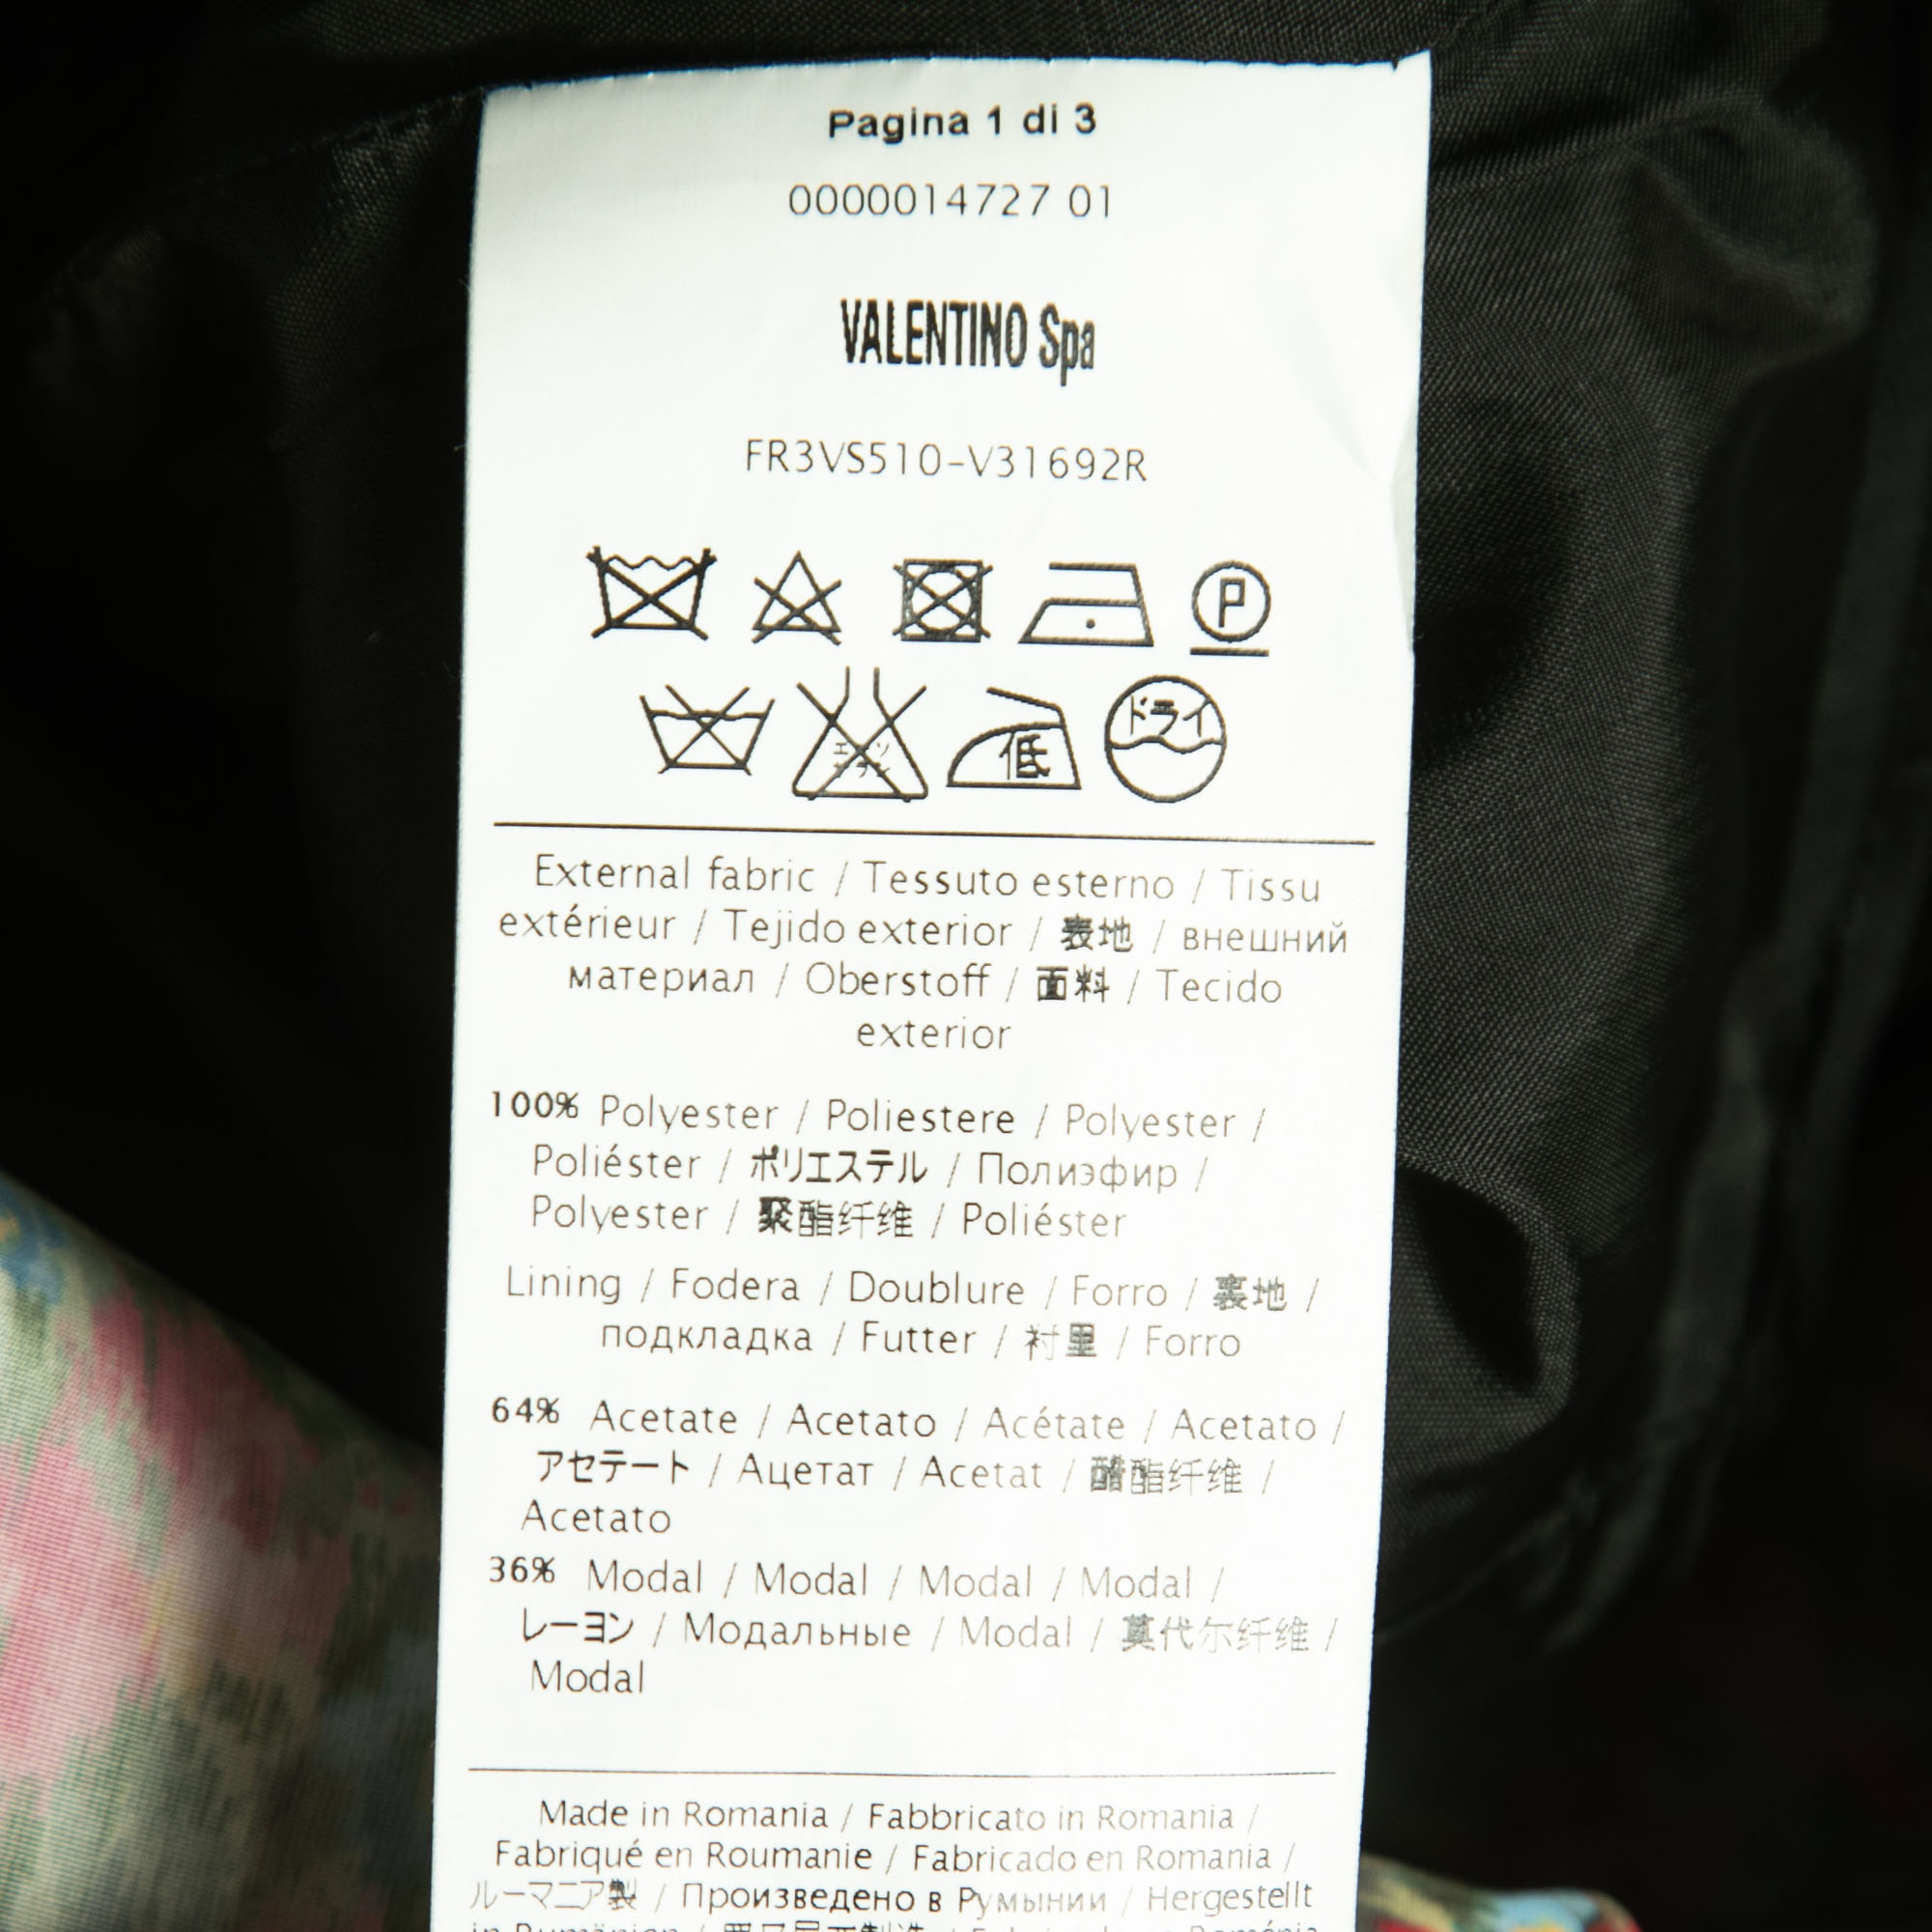 Pagina 1 di 3
0000014727 01
VALENTINO Spa
FR3VS510-V31692R
P
ドライ
低
External fabric / Tessuto esterno / Tissu
extérieur / Tejido exterior / 表地 / внешний
материал / Oberstoff / 面料 / Tecido
exterior
100% Polyester / Poliestere / Polyester /
Poliéster / ポリエステル / Полиэфир /
Polyester / 聚酯纤维 / Poliéster
Lining / Fodera / Doublure / Forro / 裏地 /
подкладка / Futter / 衬里 / Forro
64% Acetate / Acetato / Acétate / Acetato /
アセテート / Ацетат / Acetat / 醋酯纤维 /
Acetato
36% Modal / Modal / Modal / Modal /
レーヨン / Модальные / Modal / 莫代尔纤维 /
Modal
Made in Romania / Fabbricato in Romania /
Fabriqué en Roumanie / Fabricado en Romania /
ルーマニア製 / Произведено в Румынии / Hergestellt